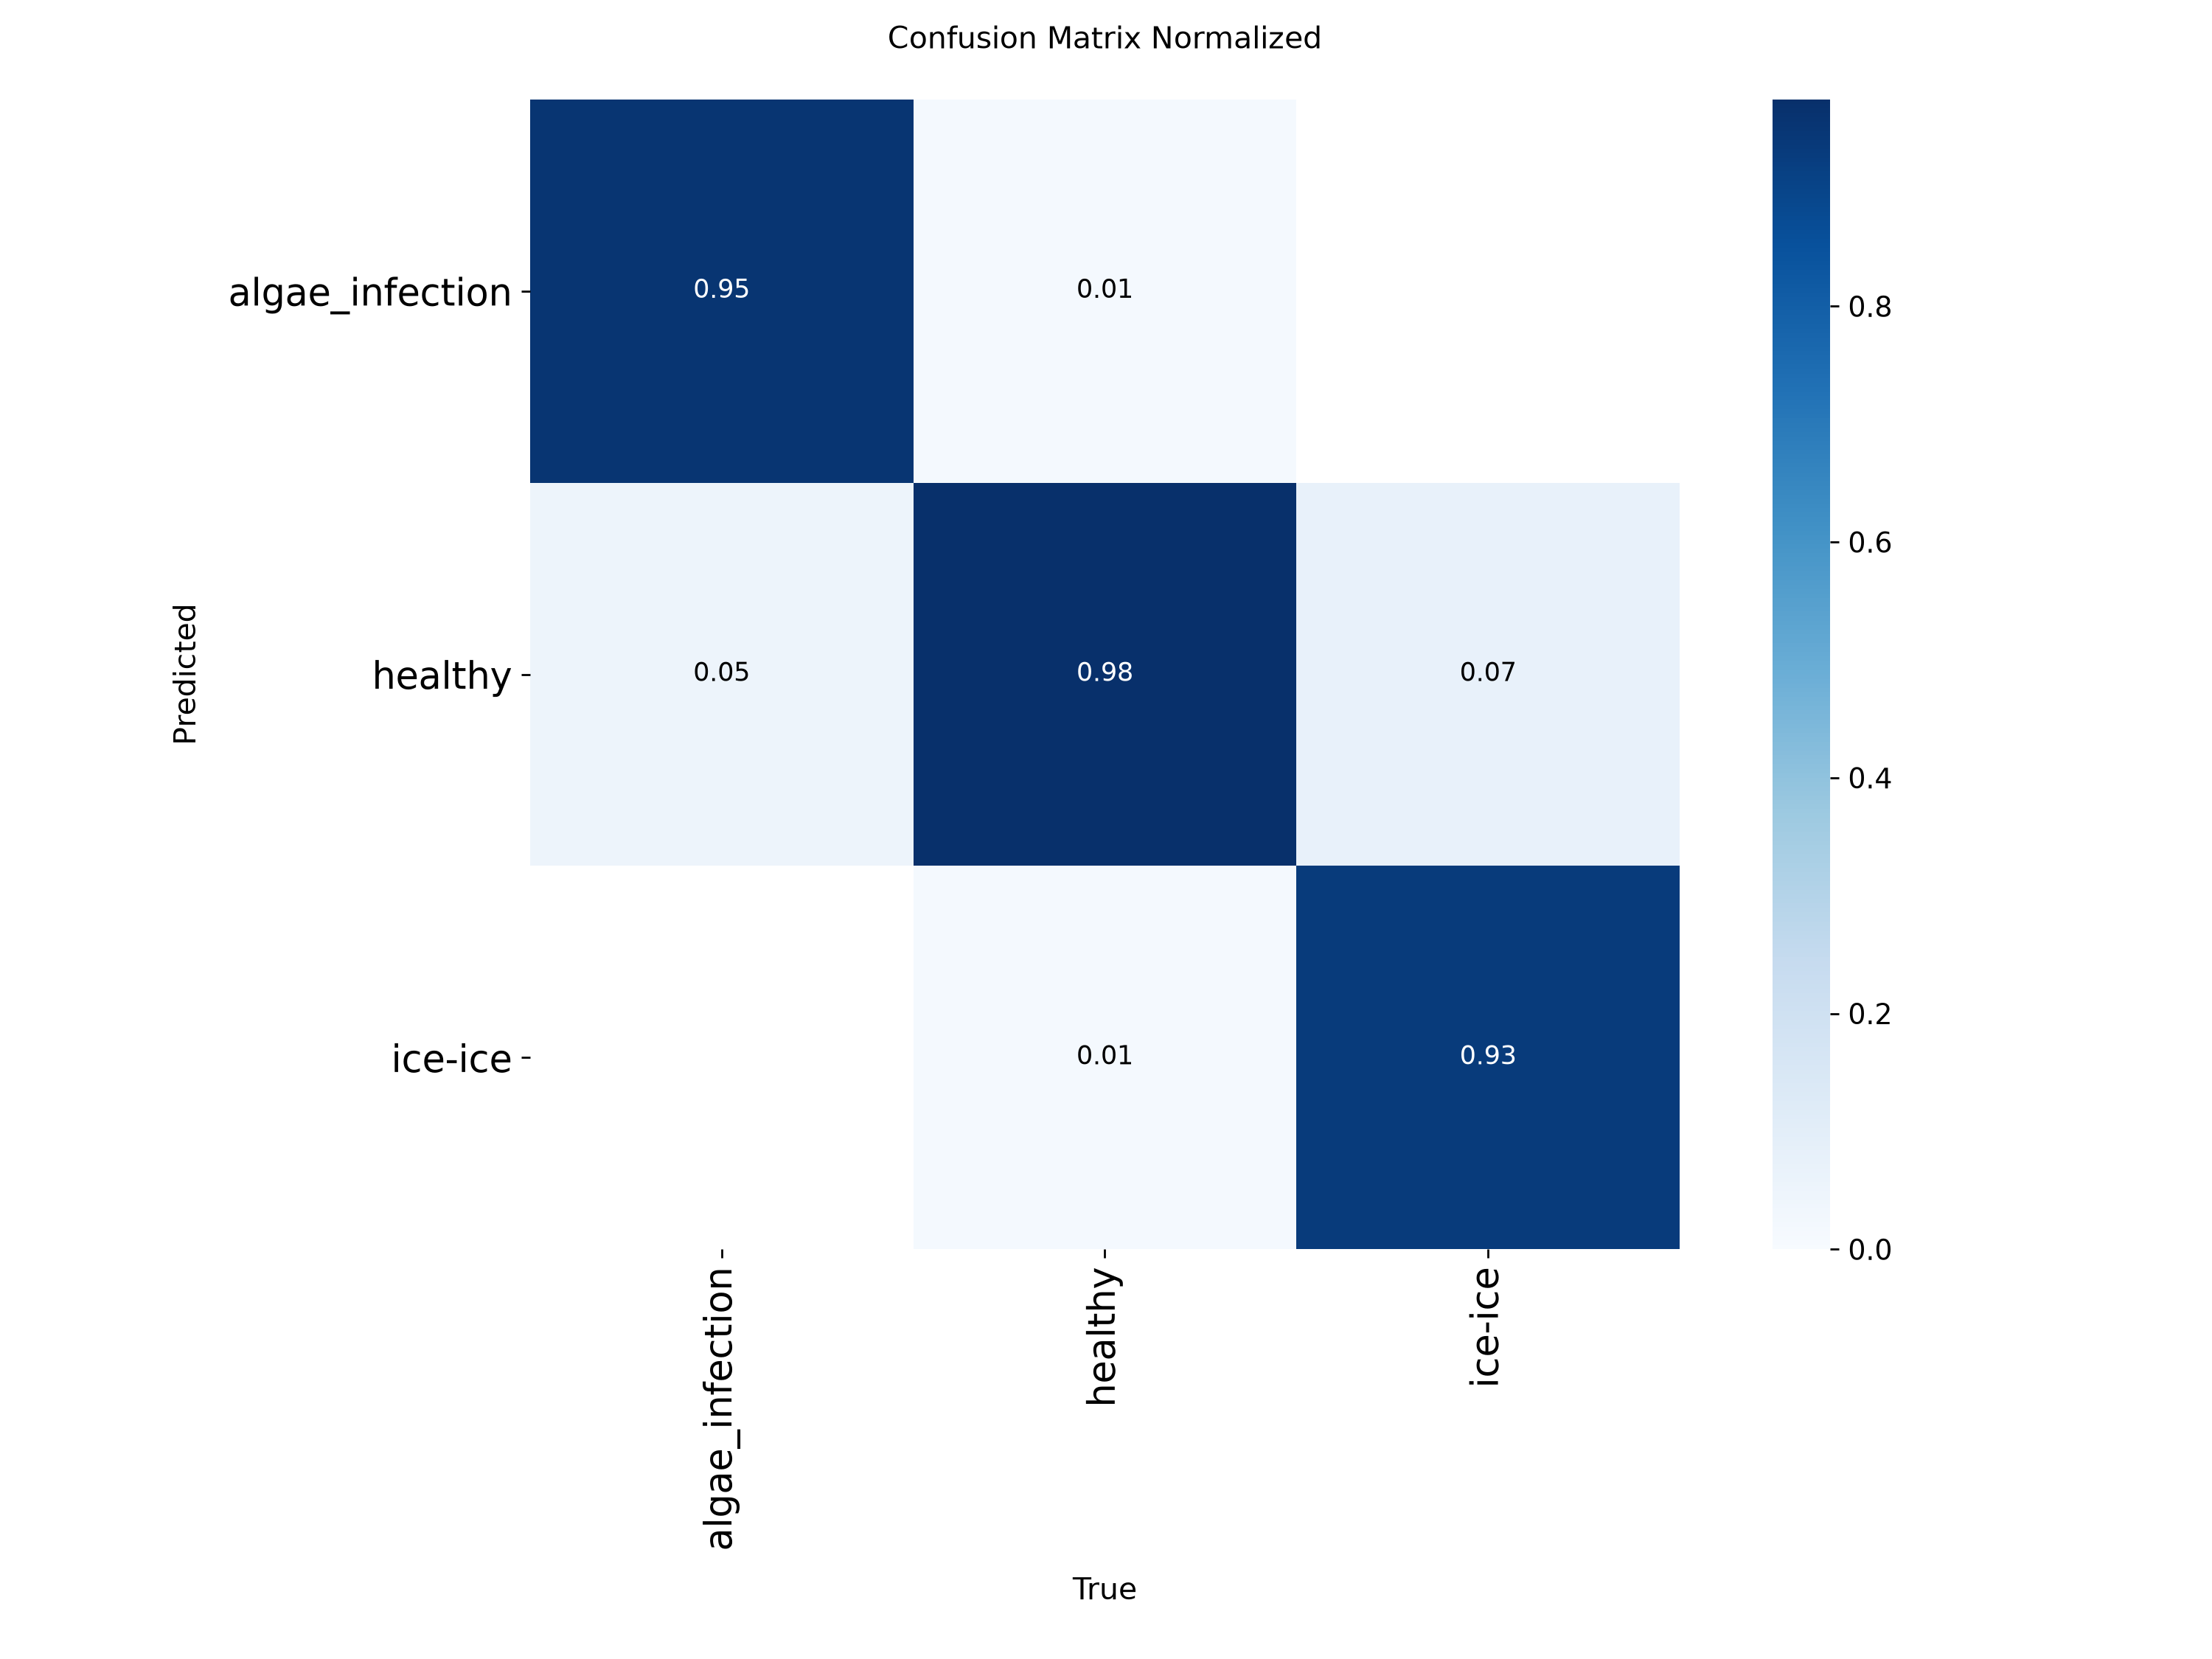 Confusion Matrix Normalized
algae_infection
0.95
0.01
0.8
0.6
Predicted
healthy
0.05
0.98
0.07
0.4
0.2
ice-ice
0.01
0.93
0.0
algae_infection
healthy
ice-ice
True